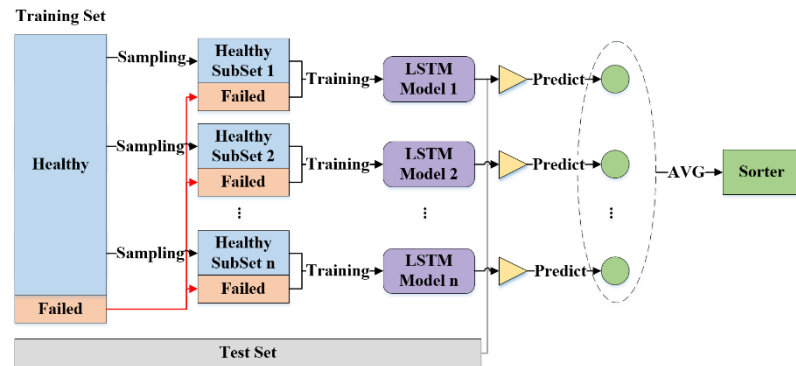 Training Set
Sampling
Healthy
SubSet 1
Failed
Training
LSTM
Model 1
Predict
Healthy
Sampling
Healthy
SubSet 2
Failed
Training
LSTM
Model 2
Predict
AVG
Sorter
Sampling
Healthy
SubSet n
Failed
Training
LSTM
Model n
Predict
Failed
Test Set